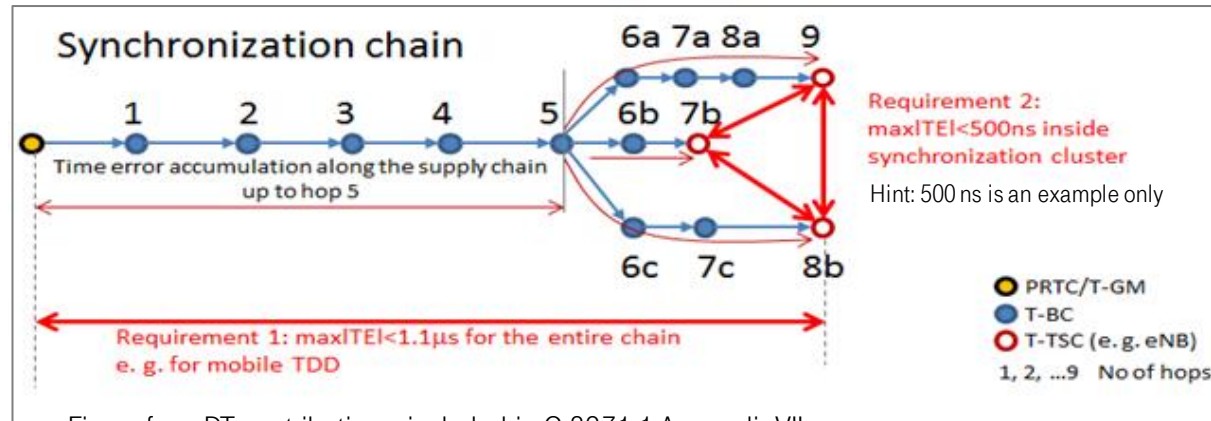 Synchronization chain
6a 7a 8a 9
1 2 3 4 5 6b 7b
Time error accumulation along the supply chain
up to hop 5
Requirement 2:
max|TE|<500ns inside
synchronization cluster
Hint: 500 ns is an example only
6c 7c 8b
Requirement 1: max|TE|<1.1µs for the entire chain
e. g. for mobile TDD
PRTC/T-GM
T-BC
T-TSC (e. g. eNB)
1, 2, ...9 No of hops